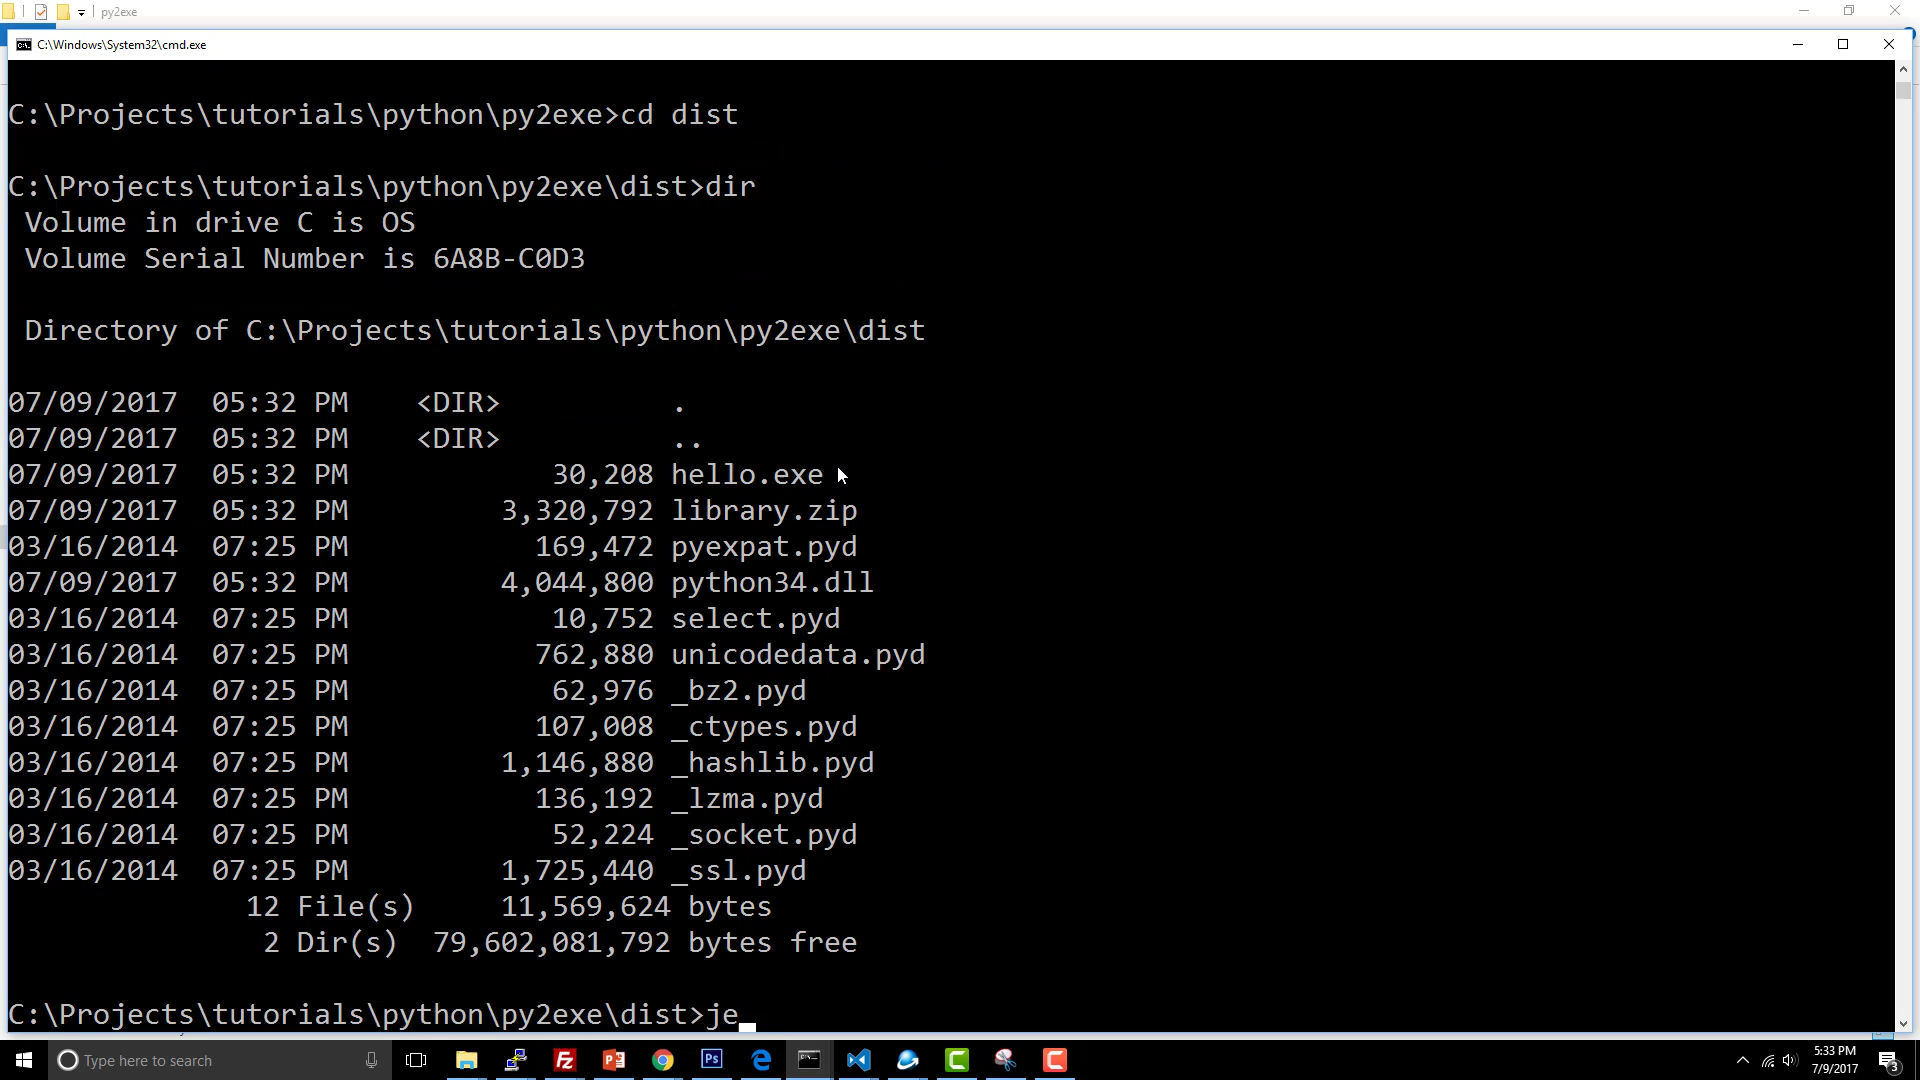 py2exe
C:\Windows\System32\cmd.exe
C:\Projects\tutorials\python\py2exe>cd dist
C:\Projects\tutorials\python\py2exe\dist>dir
Volume in drive C is OS
Volume Serial Number is 6A8B-C0D3
Directory of C:\Projects\tutorials\python\py2exe\dist
07/09/2017  05:32 PM    <DIR>          .
07/09/2017  05:32 PM    <DIR>          ..
07/09/2017  05:32 PM            30,208 hello.exe
07/09/2017  05:32 PM         3,320,792 library.zip
03/16/2014  07:25 PM           169,472 pyexpat.pyd
07/09/2017  05:32 PM         4,044,800 python34.dll
03/16/2014  07:25 PM            10,752 select.pyd
03/16/2014  07:25 PM           762,880 unicodedata.pyd
03/16/2014  07:25 PM            62,976 _bz2.pyd
03/16/2014  07:25 PM           107,008 _ctypes.pyd
03/16/2014  07:25 PM         1,146,880 _hashlib.pyd
03/16/2014  07:25 PM           136,192 _lzma.pyd
03/16/2014  07:25 PM            52,224 _socket.pyd
03/16/2014  07:25 PM         1,725,440 _ssl.pyd
12 File(s)     11,569,624 bytes
2 Dir(s)  79,602,081,792 bytes free
C:\Projects\tutorials\python\py2exe\dist>je
Type here to search
Fz
Ps
5:33 PM
7/9/2017
3